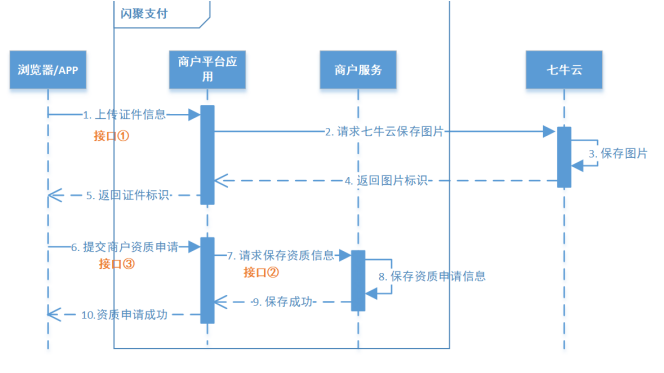 闪聚支付
浏览器/APP
商户平台应
用
商户服务
七牛云
1. 上传证件信息
接口①
2. 请求七牛云保存图片
3. 保存图片
4. 返回图片标识
5. 返回证件标识
6. 提交商户资质申请
接口③
7. 请求保存资质信息
接口②
8. 保存资质申请信息
9. 保存成功
10.资质申请成功